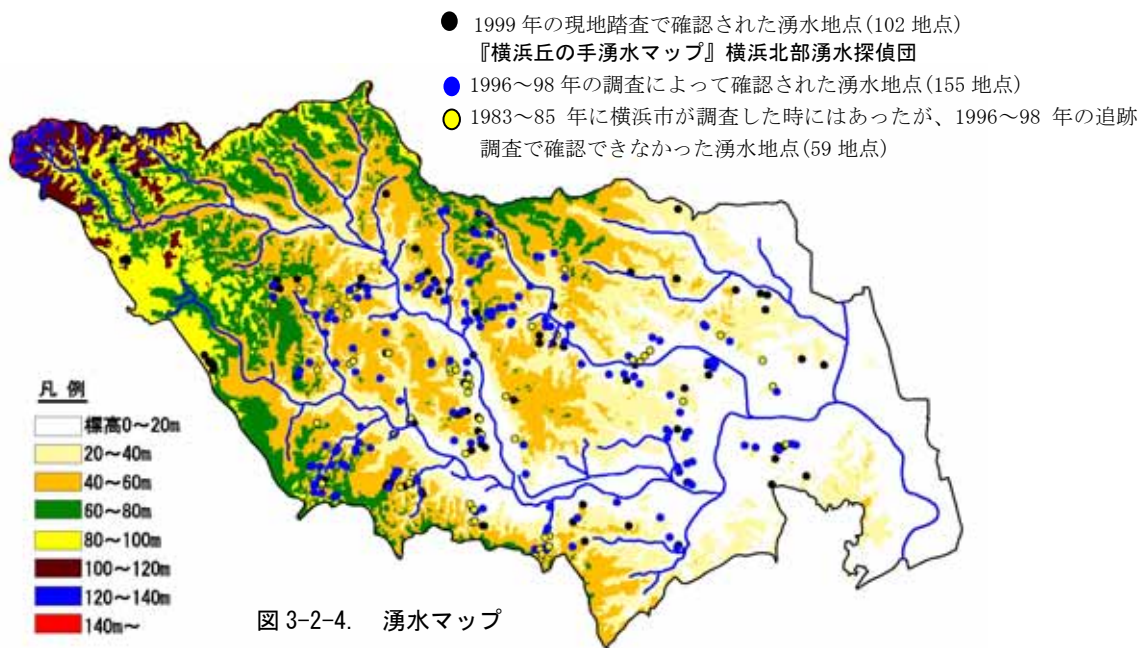 1999 年の現地踏査で確認された湧水地点(102 地点)
『横浜丘の手湧水マップ』横浜北部湧水探偵団
1996～98 年の調査によって確認された湧水地点(155 地点)
1983～85 年に横浜市が調査した時にはあったが、1996～98 年の追跡
調査で確認できなかった湧水地点(59 地点)
凡 例
標高0～20m
20～40m
40～60m
60～80m
80～100m
100～120m
120～140m
140m～
図 3-2-4. 湧水マップ